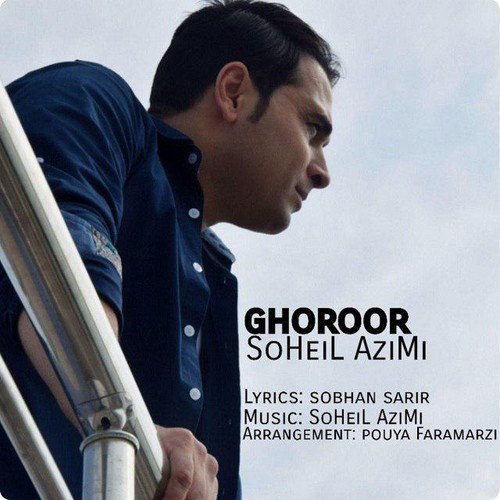 GHOROOR
SoHeiL AziMi
Lyrics: sobhan sarir
Music: SoHeiL AziMi
Arrangement: pouya Faramarzi